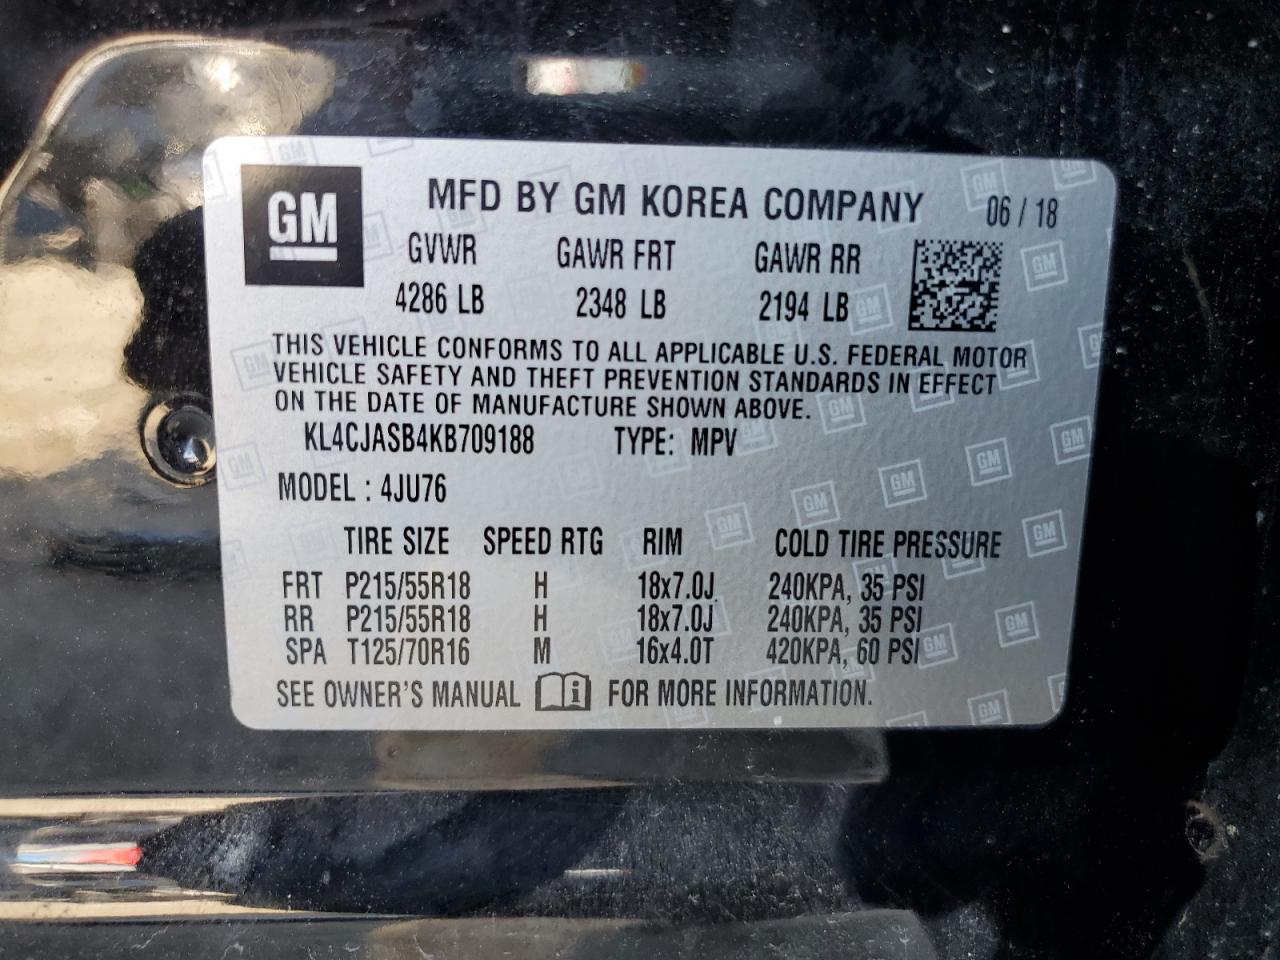 GM
MFD BY GM KOREA COMPANY 06 / 18
GVWR GAWR FRT GAWR RR
4286 LB 2348 LB 2194 LB
THIS VEHICLE CONFORMS TO ALL APPLICABLE U.S. FEDERAL MOTOR
VEHICLE SAFETY AND THEFT PREVENTION STANDARDS IN EFFECT
ON THE DATE OF MANUFACTURE SHOWN ABOVE.
KL4CJASB4KB709188 TYPE: MPV
MODEL : 4JU76
TIRE SIZE SPEED RTG RIM COLD TIRE PRESSURE
FRT P215/55R18 H 18x7.0J 240KPA, 35 PSI
RR P215/55R18 H 18x7.0J 240KPA, 35 PSI
SPA T125/70R16 M 16x4.0T 420KPA, 60 PSI
SEE OWNER'S MANUAL i FOR MORE INFORMATION.